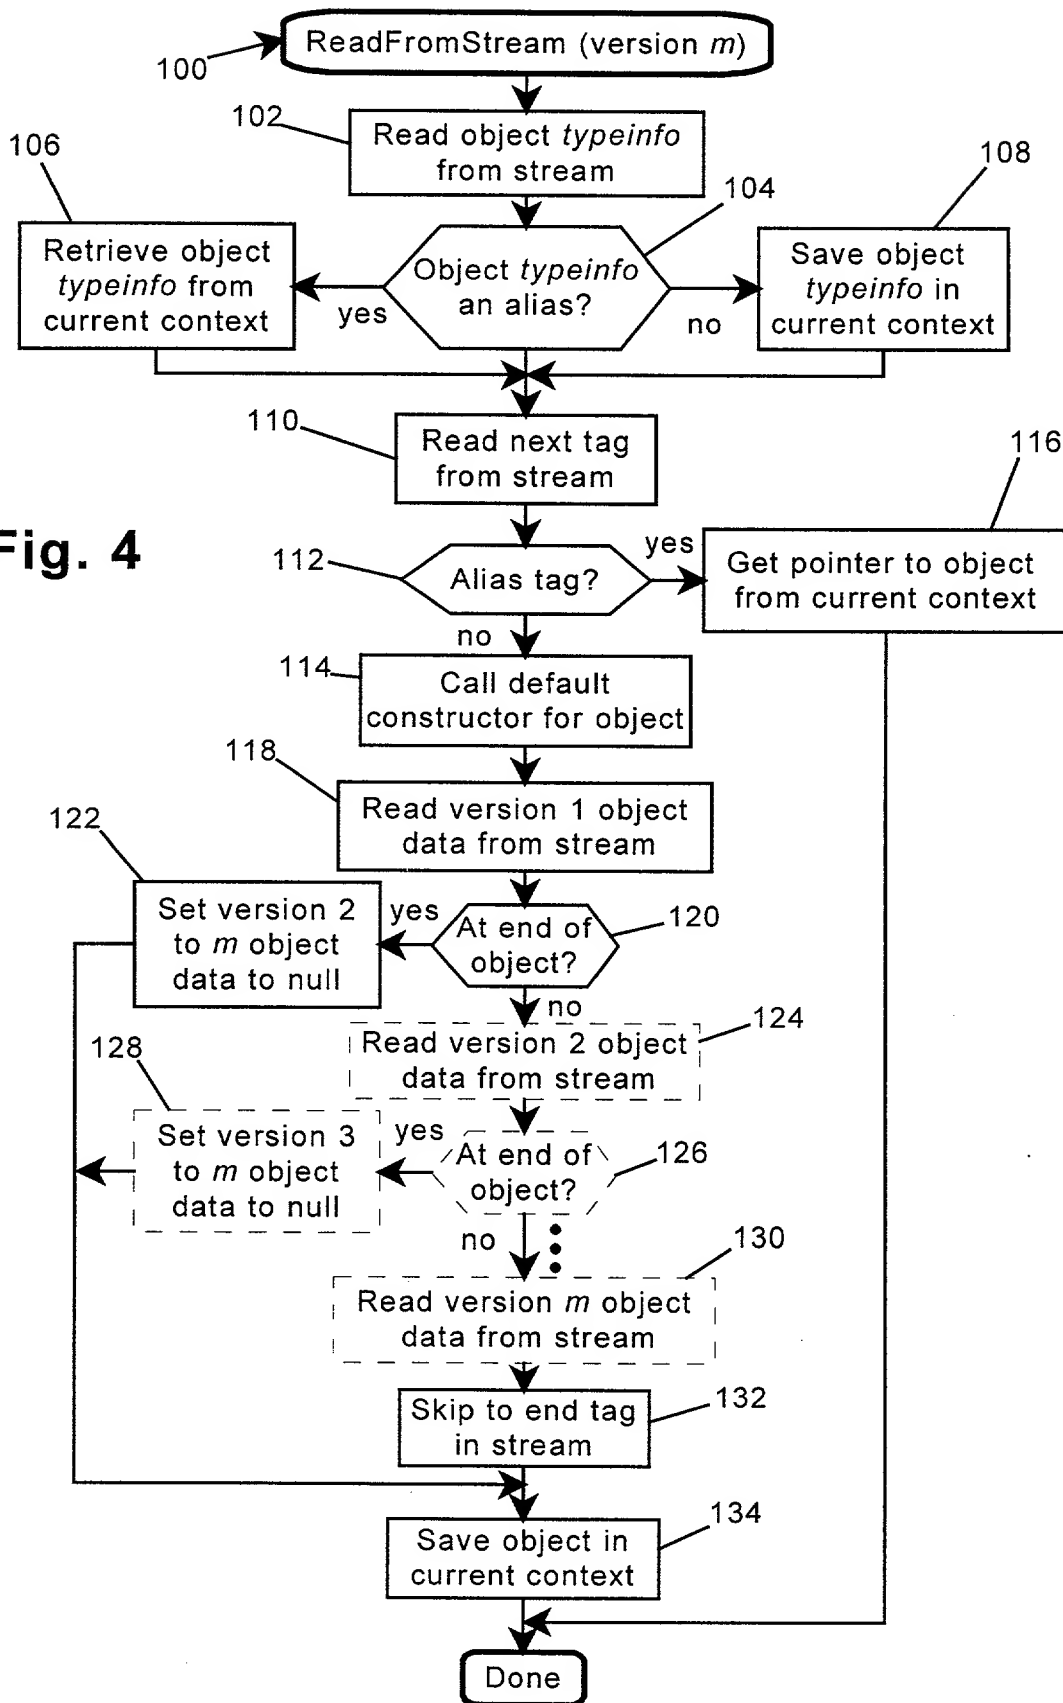 ReadFromStream (version m)
100
102
Read object typeinfo
from stream
106
108
104
Retrieve object
typeinfo from
current context
Object typeinfo
an alias?
Save object
typeinfo in
current context
yes
no
110
Read next tag
from stream
116
Fig. 4
112
Alias tag?
yes
Get pointer to object
from current context
no
114
Call default
constructor for object
118
Read version 1 object
data from stream
122
Set version 2
to m object
data to null
yes
At end of
object?
120
no
124
Read version 2 object
data from stream
128
Set version 3
to m object
data to null
yes
At end of
object?
126
no
130
Read version m object
data from stream
132
Skip to end tag
in stream
134
Save object in
current context
Done